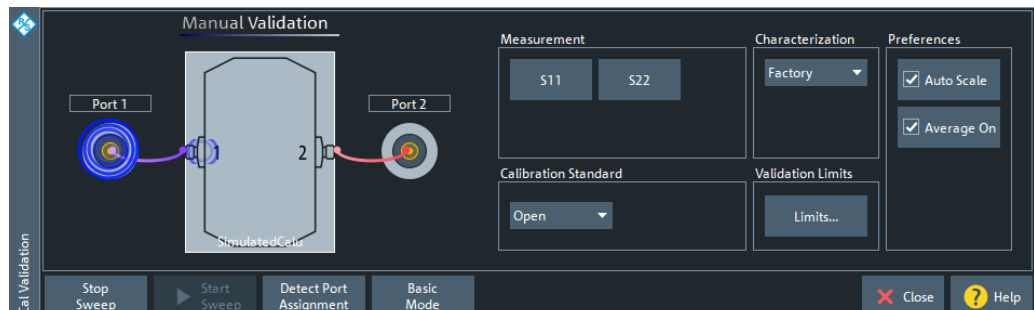 Manual Validation
Measurement
Characterization
Preferences
S11
S22
Factory
Auto Scale
Port 1
Port 2
Average On
1
2
Calibration Standard
Validation Limits
Open
Limits...
SimulatedCalu
Cal Validation
Stop
Sweep
Start
Sweep
Detect Port
Assignment
Basic
Mode
Close
Help